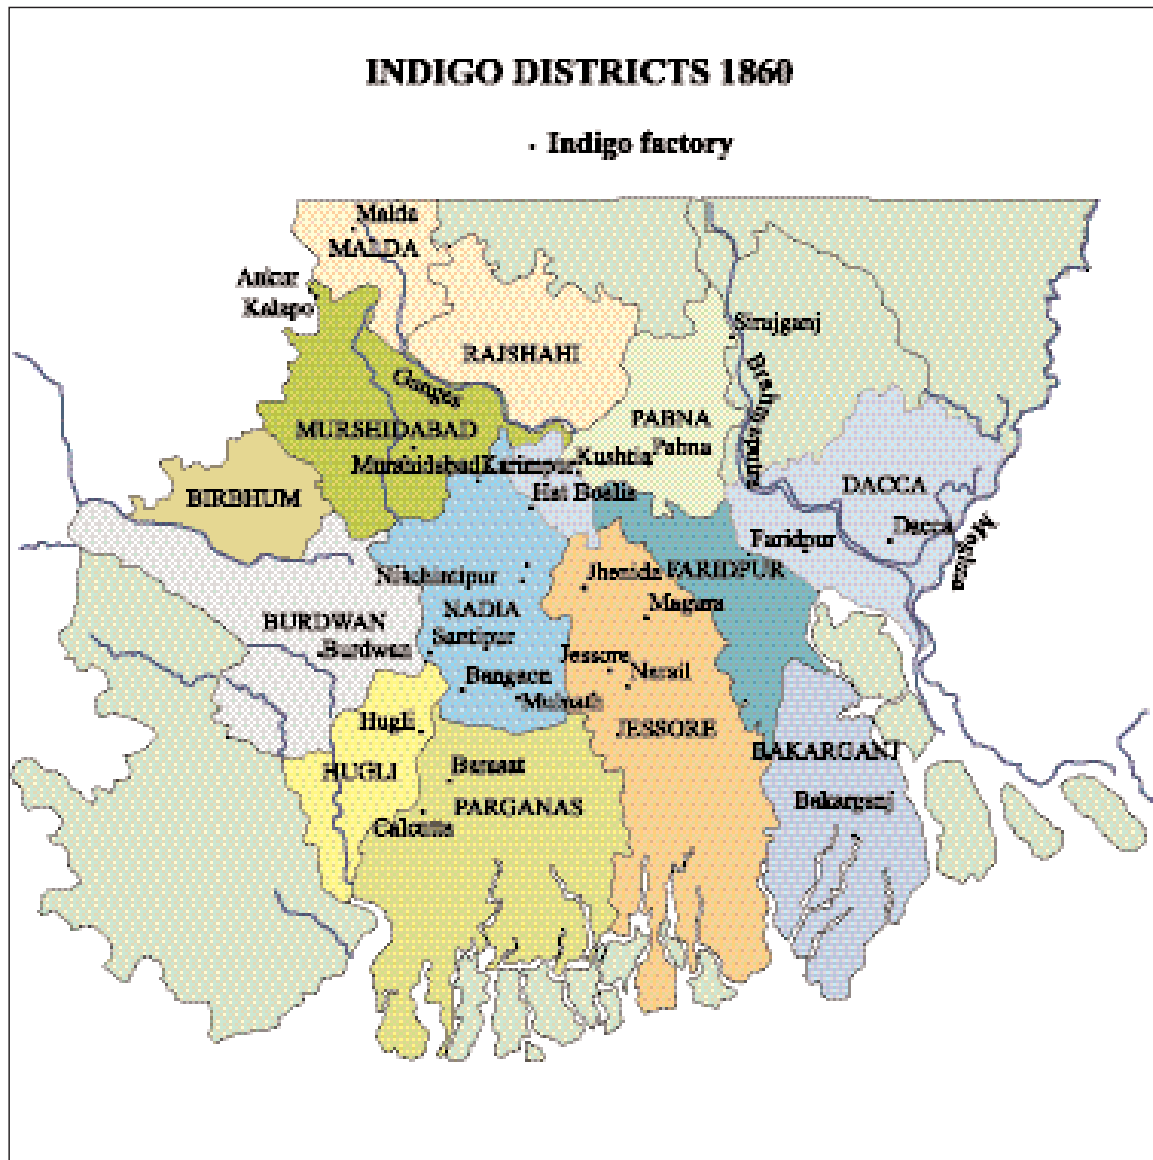 INDIGO DISTRICTS 1860
· Indigo factory
Malda
MALDA
Ankur
Kalapo
Sirajganj
RAJSHAHI
Ganges
Brahmaputra
PABNA
MURSHIDABAD
Pabna
Kushtia
Murshidabad
Karimpur
DACCA
Hat Boalia
BIRBHUM
Dacca
Meghna
Faridpur
Nischintipur
Jhenida
FARIDPUR
NADIA
Magura
BURDWAN
Santipur
Burdwan
Jessore
Narail
Bangaon
Mulnath
Hugli
JESSORE
BAKARGANJ
HUGLI
Barasat
Bakarganj
PARGANAS
Calcutta